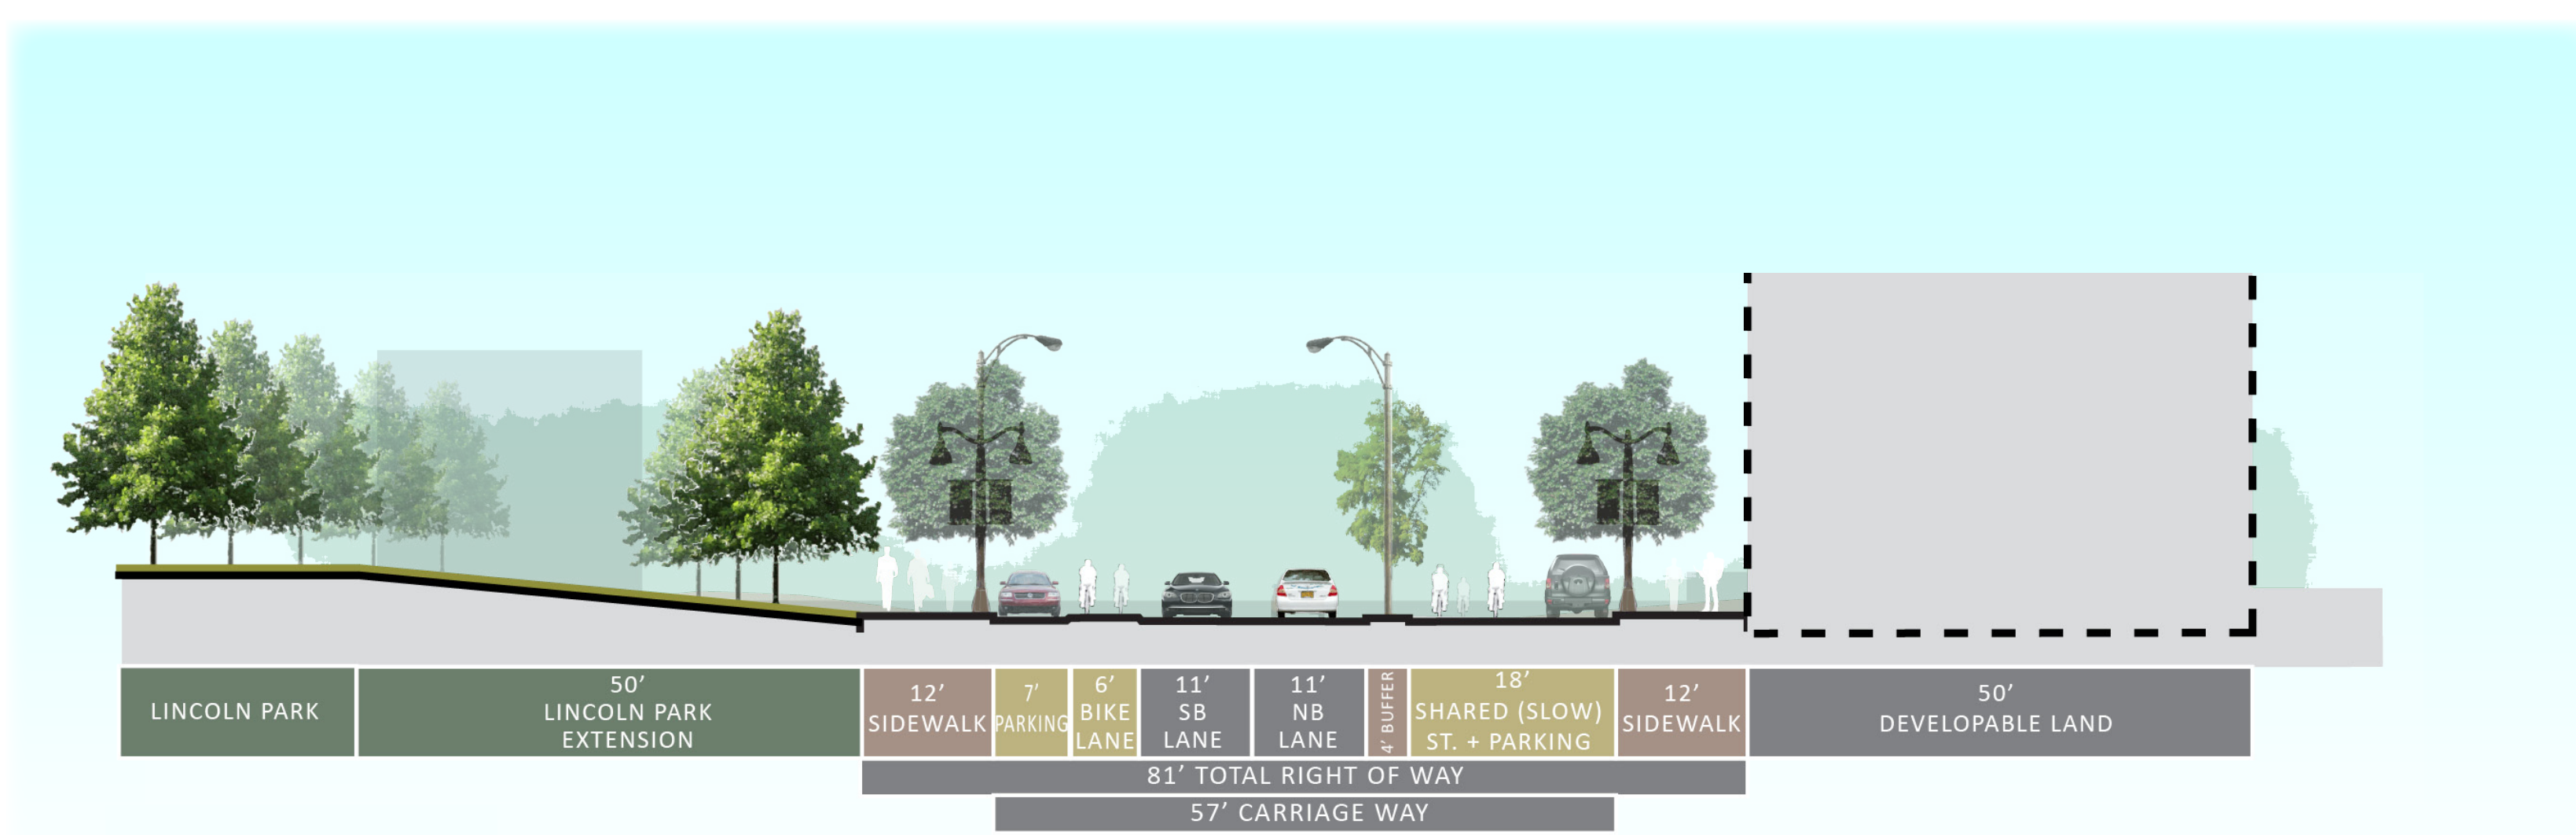 LINCOLN PARK
50’
LINCOLN PARK
EXTENSION
12’
SIDEWALK
7’
PARKING
6’
BIKE
LANE
11’
SB
LANE
11’
NB
LANE
4’ BUFFER
18’
SHARED (SLOW)
ST. + PARKING
12’
SIDEWALK
50’
DEVELOPABLE LAND
81’ TOTAL RIGHT OF WAY
57’ CARRIAGE WAY